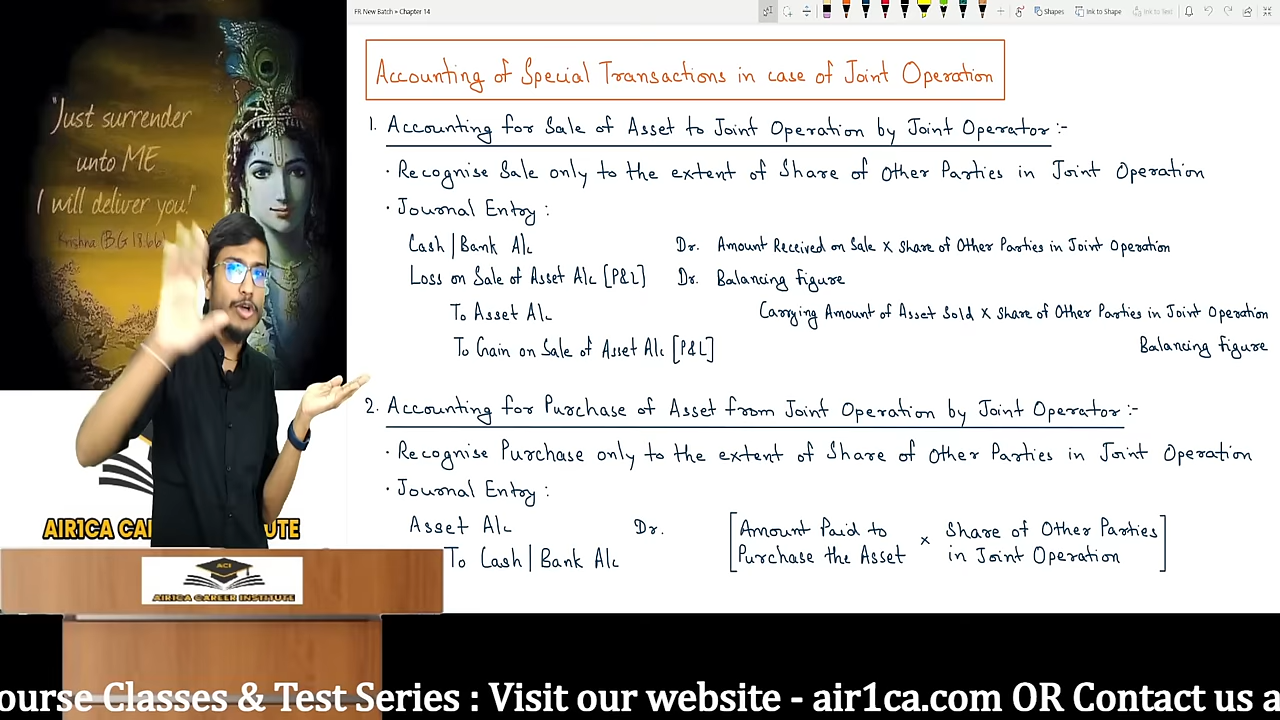 FR New Batch » Chapter 14
Shapes
Ink to Shape
Ink to Text
Accounting of Special Transactions in case of Joint Operation
1. Accounting for Sale of Asset to Joint Operation by Joint Operator :-
· Recognise Sale only to the extent of Share of Other Parties in Joint Operation
· Journal Entry :
Cash | Bank A/c Dr. Amount Received on Sale × Share of Other Parties in Joint Operation
Loss on Sale of Asset A/c [P&L] Dr. Balancing figure
To Asset A/c Carrying Amount of Asset Sold × Share of Other Parties in Joint Operation
To Gain on Sale of Asset A/c [P&L] Balancing figure
2. Accounting for Purchase of Asset from Joint Operation by Joint Operator :-
· Recognise Purchase only to the extent of Share of Other Parties in Joint Operation
· Journal Entry :
Asset A/c Dr. [Amount Paid to × Share of Other Parties]
To Cash | Bank A/c [Purchase the Asset in Joint Operation]
"Just surrender
unto ME
I will deliver you!"
Krishna (B.G 18.66)
AIR1CA CA UTE
ACI
AIR1CA CAREER INSTITUTE
ourse Classes & Test Series : Visit our website - air1ca.com OR Contact us a